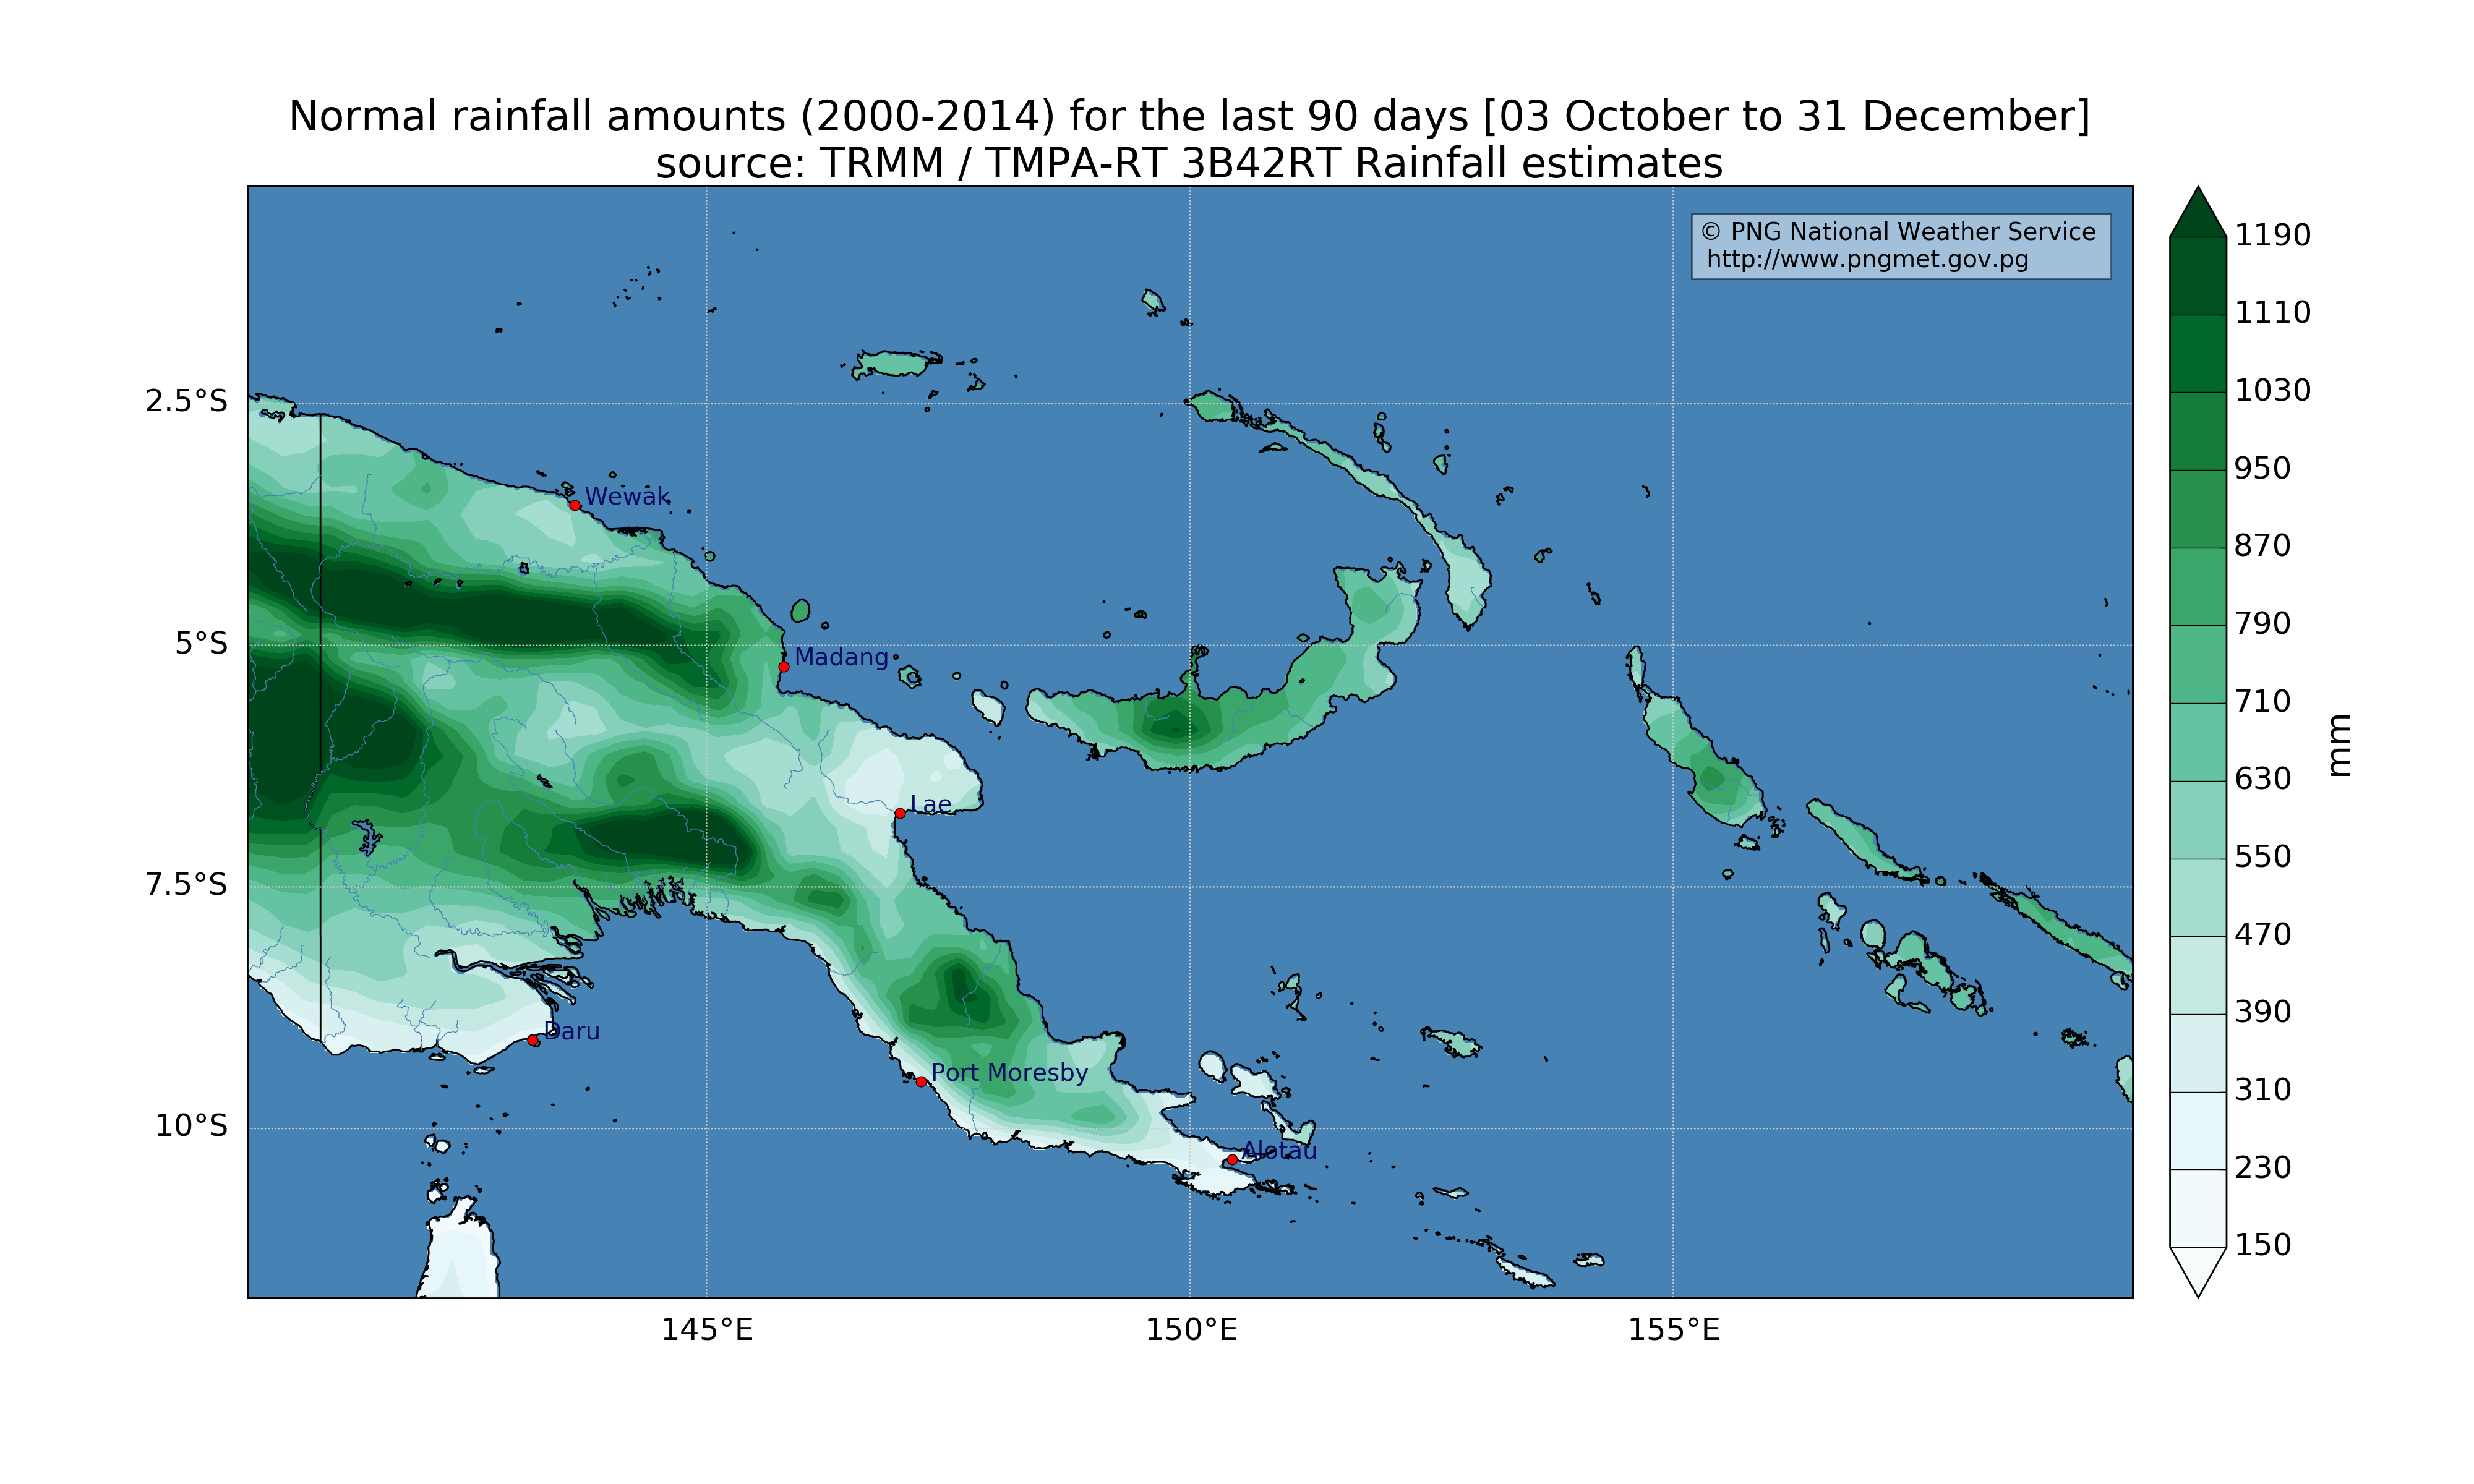 Normal rainfall amounts (2000-2014) for the last 90 days [03 October to 31 December]
source: TRMM / TMPA-RT 3B42RT Rainfall estimates
© PNG National Weather Service
http://www.pngmet.gov.pg
1190
1110
1030
950
870
790
710
630
550
470
390
310
230
150
mm
2.5°S
5°S
7.5°S
10°S
Wewak
Madang
Lae
Daru
Port Moresby
Alotau
145°E
150°E
155°E